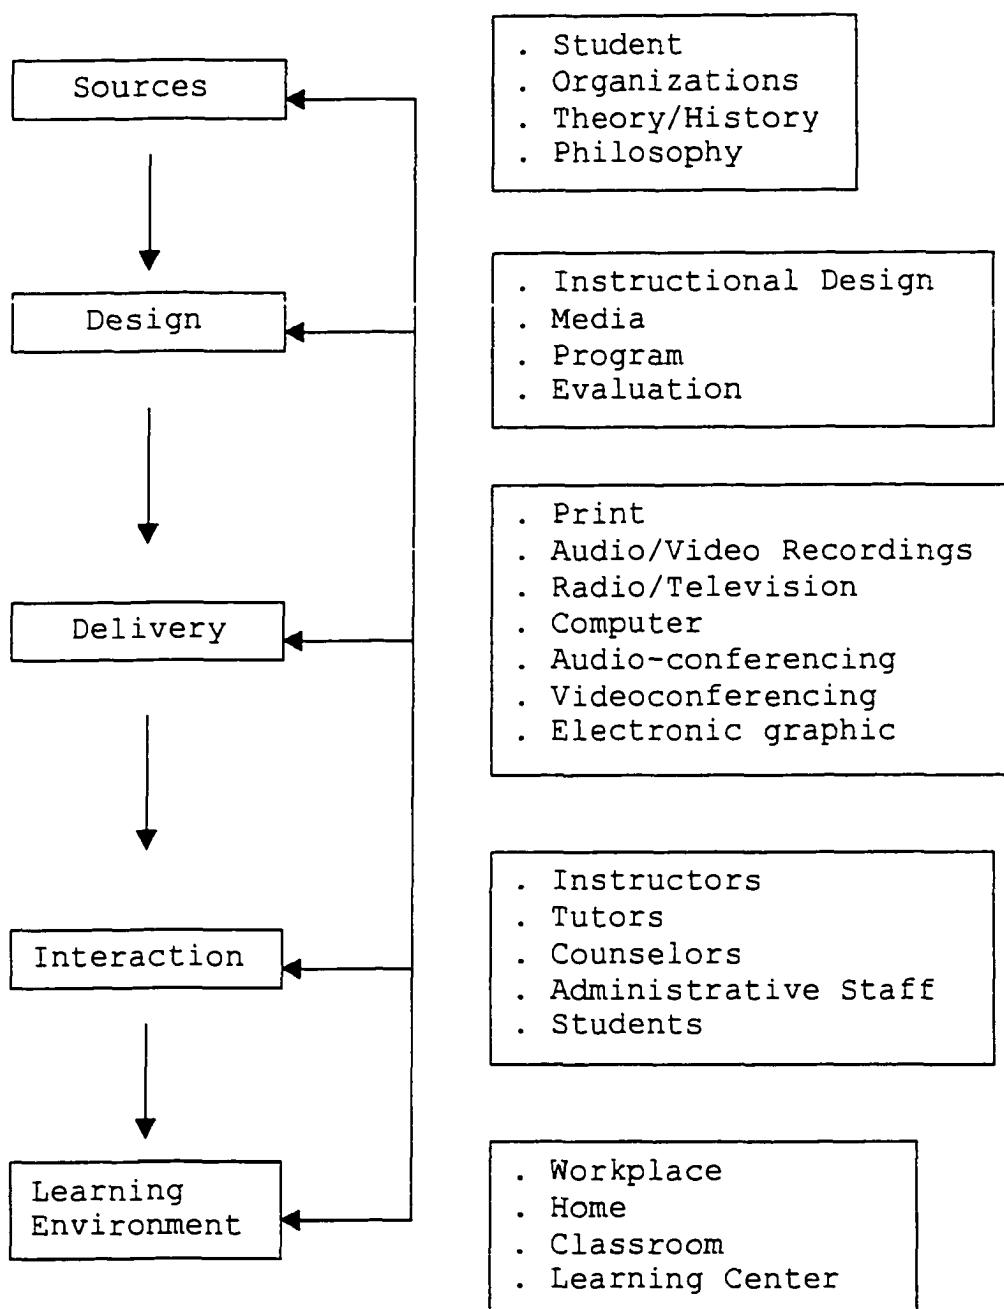 Sources
. Student
. Organizations
. Theory/History
. Philosophy
Design
. Instructional Design
. Media
. Program
. Evaluation
Delivery
. Print
. Audio/Video Recordings
. Radio/Television
. Computer
. Audio-conferencing
. Videoconferencing
. Electronic graphic
Interaction
. Instructors
. Tutors
. Counselors
. Administrative Staff
. Students
Learning
Environment
. Workplace
. Home
. Classroom
. Learning Center